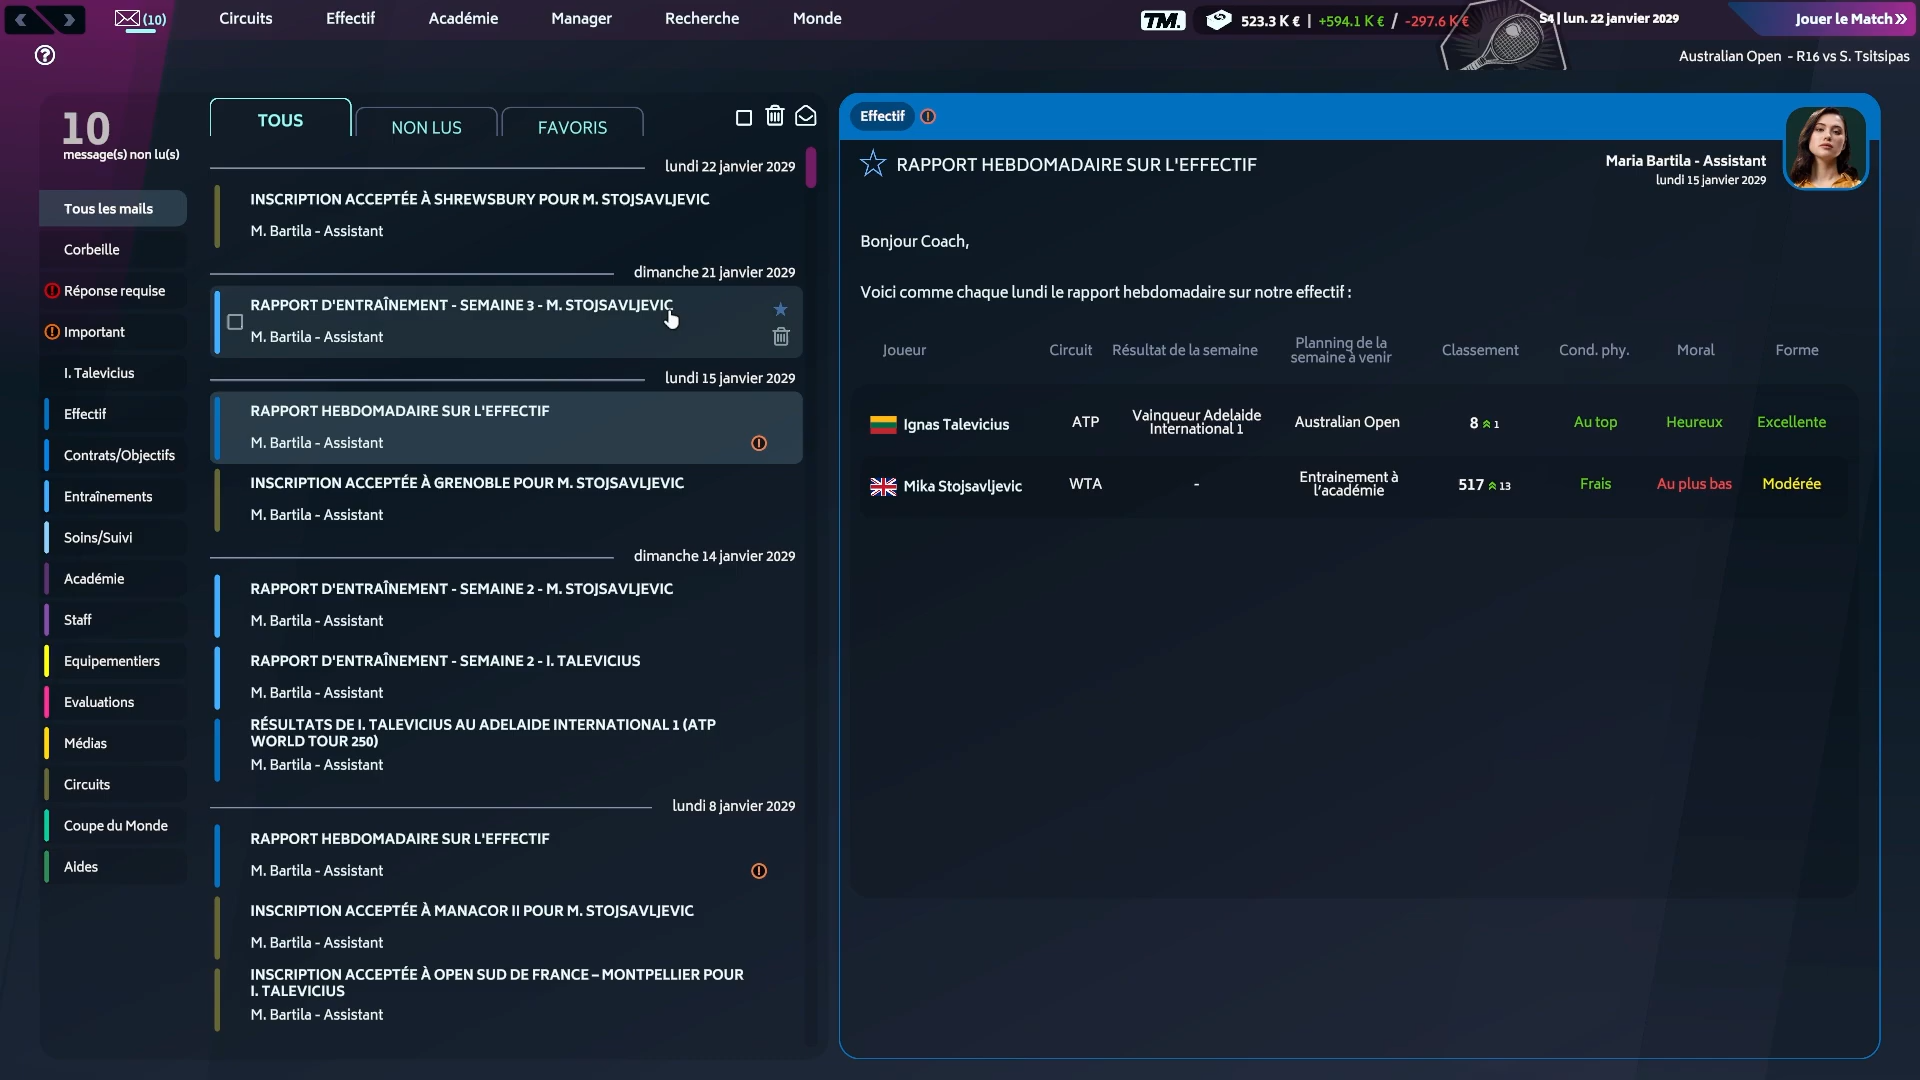 (10)
Circuits
Effectif
Académie
Manager
Recherche
Monde
TM.
523.3 K € | +594.1 K € / -297.6 K €
S4 | lun. 22 janvier 2029
Jouer le Match
Australian Open - R16 vs S. Tsitsipas
10
message(s) non lu(s)
Tous les mails
Corbeille
Réponse requise
Important
I. Talevicius
Effectif
Contrats/Objectifs
Entraînements
Soins/Suivi
Académie
Staff
Equipementiers
Evaluations
Médias
Circuits
Coupe du Monde
Aides
TOUS
NON LUS
FAVORIS
lundi 22 janvier 2029
INSCRIPTION ACCEPTÉE À SHREWSBURY POUR M. STOJSAVLJEVIC
M. Bartila - Assistant
dimanche 21 janvier 2029
RAPPORT D'ENTRAÎNEMENT - SEMAINE 3 - M. STOJSAVLJEVIC
M. Bartila - Assistant
lundi 15 janvier 2029
RAPPORT HEBDOMADAIRE SUR L'EFFECTIF
M. Bartila - Assistant
INSCRIPTION ACCEPTÉE À GRENOBLE POUR M. STOJSAVLJEVIC
M. Bartila - Assistant
dimanche 14 janvier 2029
RAPPORT D'ENTRAÎNEMENT - SEMAINE 2 - M. STOJSAVLJEVIC
M. Bartila - Assistant
RAPPORT D'ENTRAÎNEMENT - SEMAINE 2 - I. TALEVICIUS
M. Bartila - Assistant
RÉSULTATS DE I. TALEVICIUS AU ADELAIDE INTERNATIONAL 1 (ATP
WORLD TOUR 250)
M. Bartila - Assistant
lundi 8 janvier 2029
RAPPORT HEBDOMADAIRE SUR L'EFFECTIF
M. Bartila - Assistant
INSCRIPTION ACCEPTÉE À MANACOR II POUR M. STOJSAVLJEVIC
M. Bartila - Assistant
INSCRIPTION ACCEPTÉE À OPEN SUD DE FRANCE – MONTPELLIER POUR
I. TALEVICIUS
M. Bartila - Assistant
Effectif
RAPPORT HEBDOMADAIRE SUR L'EFFECTIF
Maria Bartila - Assistant
lundi 15 janvier 2029
Bonjour Coach,
Voici comme chaque lundi le rapport hebdomadaire sur notre effectif :
Joueur
Circuit
Résultat de la semaine
Planning de la
semaine à venir
Classement
Cond. phy.
Moral
Forme
Ignas Talevicius
ATP
Vainqueur Adelaide
International 1
Australian Open
8 1
Au top
Heureux
Excellente
Mika Stojsavljevic
WTA
-
Entrainement à
l'académie
517 13
Frais
Au plus bas
Modérée